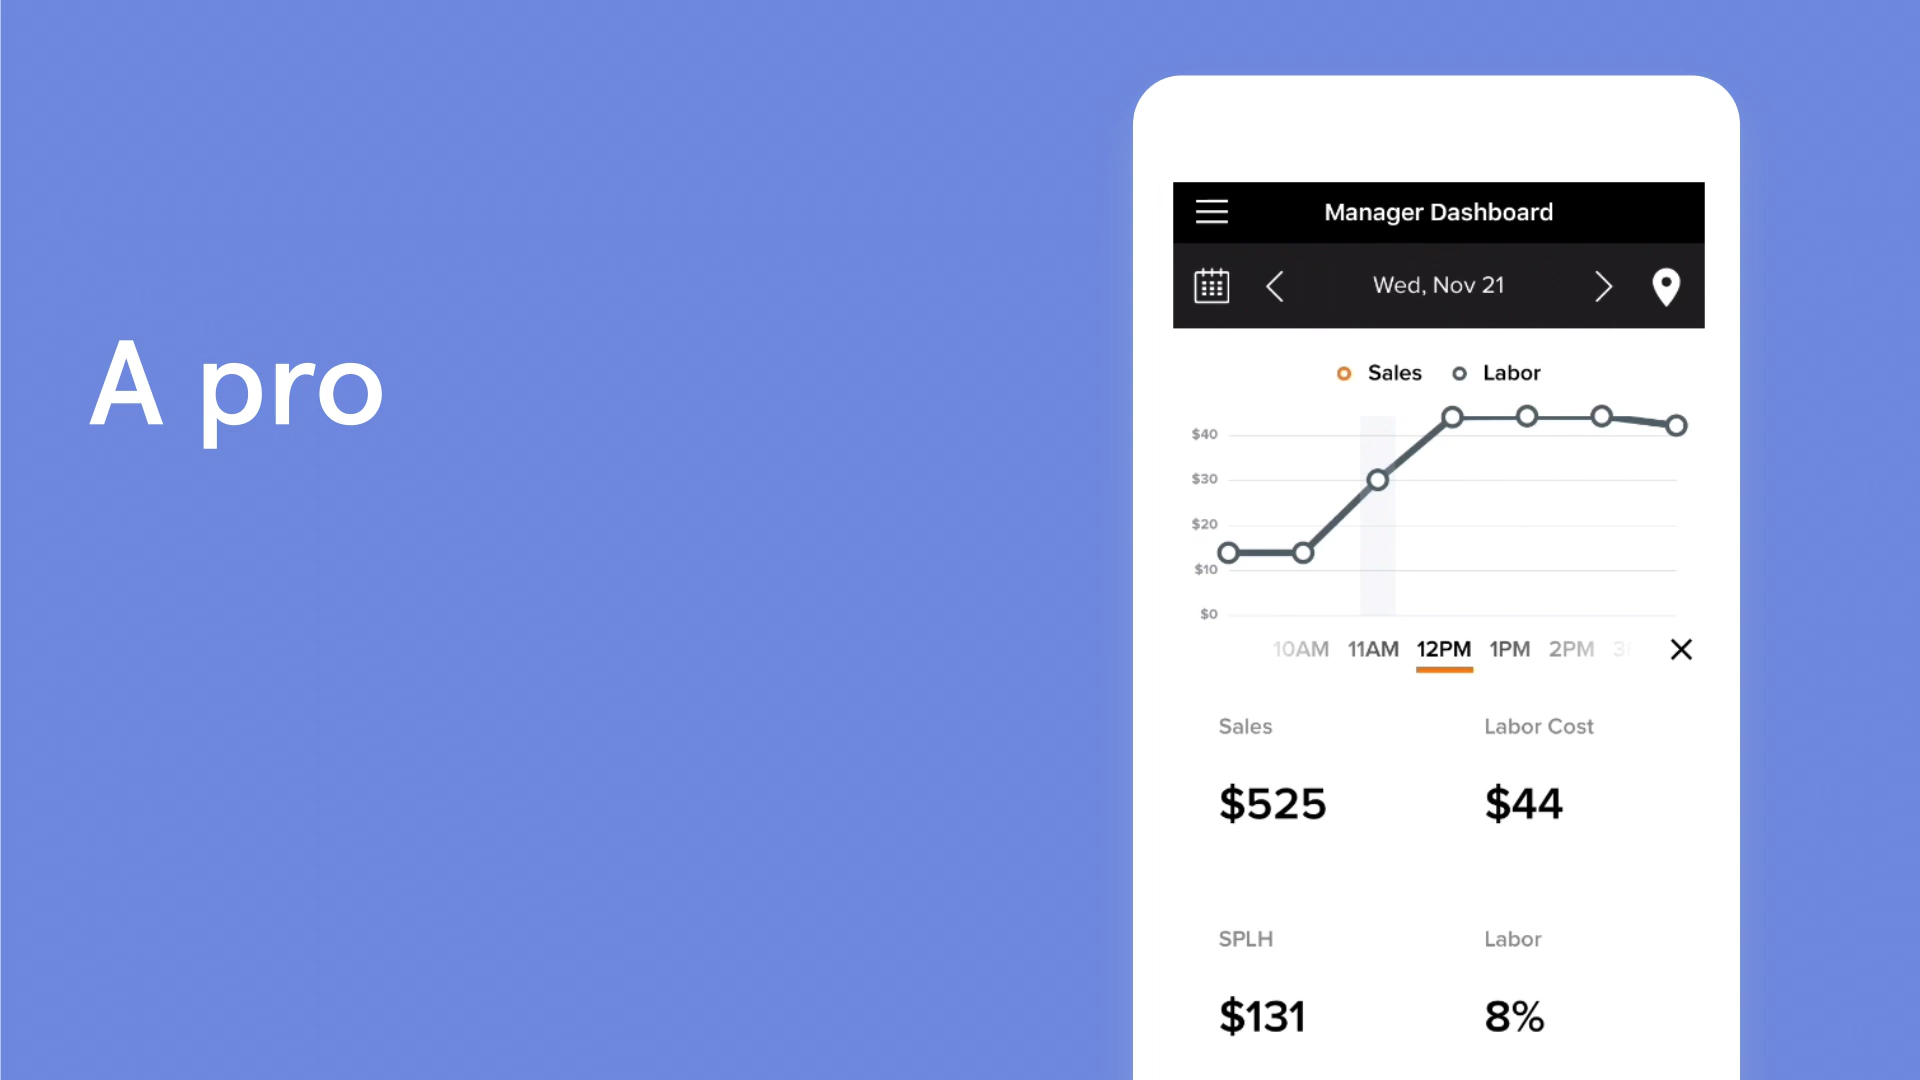 A pro
Manager Dashboard
Wed, Nov 21
Sales Labor
$40
$30
$20
$10
$0
10AM 11AM 12PM 1PM 2PM
Sales Labor Cost
$525 $44
SPLH Labor
$131 8%